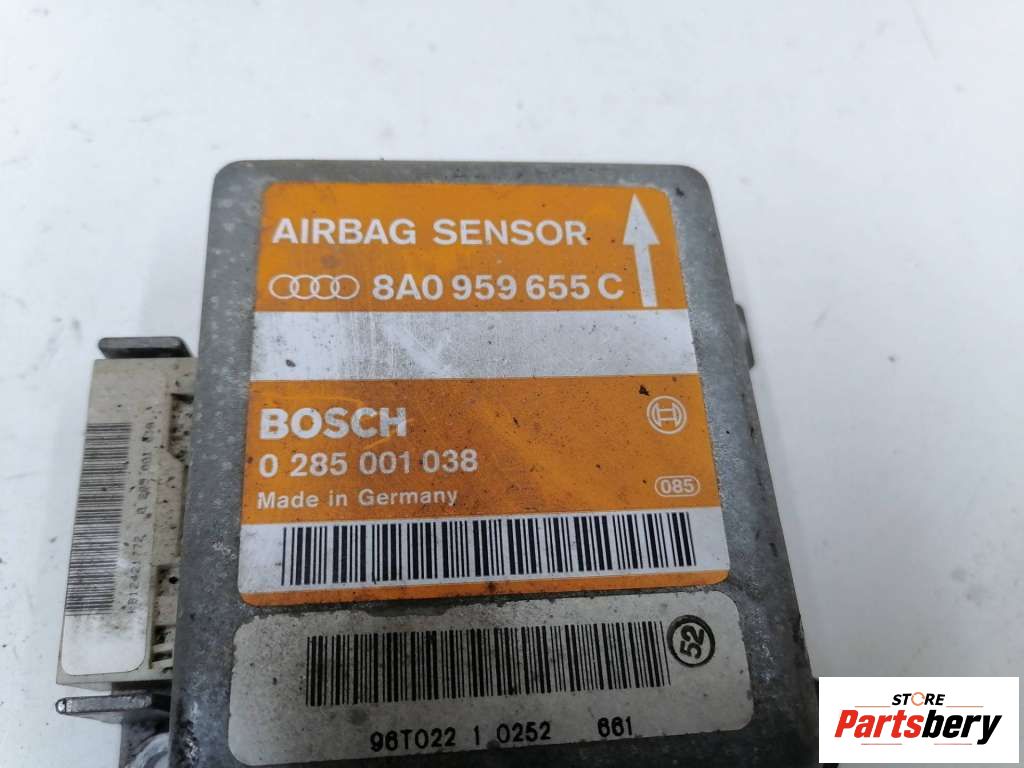 AIRBAG SENSOR
8A0 959 655 C
BOSCH
0 285 001 038
Made in Germany
085
52
96T022 1 0252 661
STORE
Partsbery